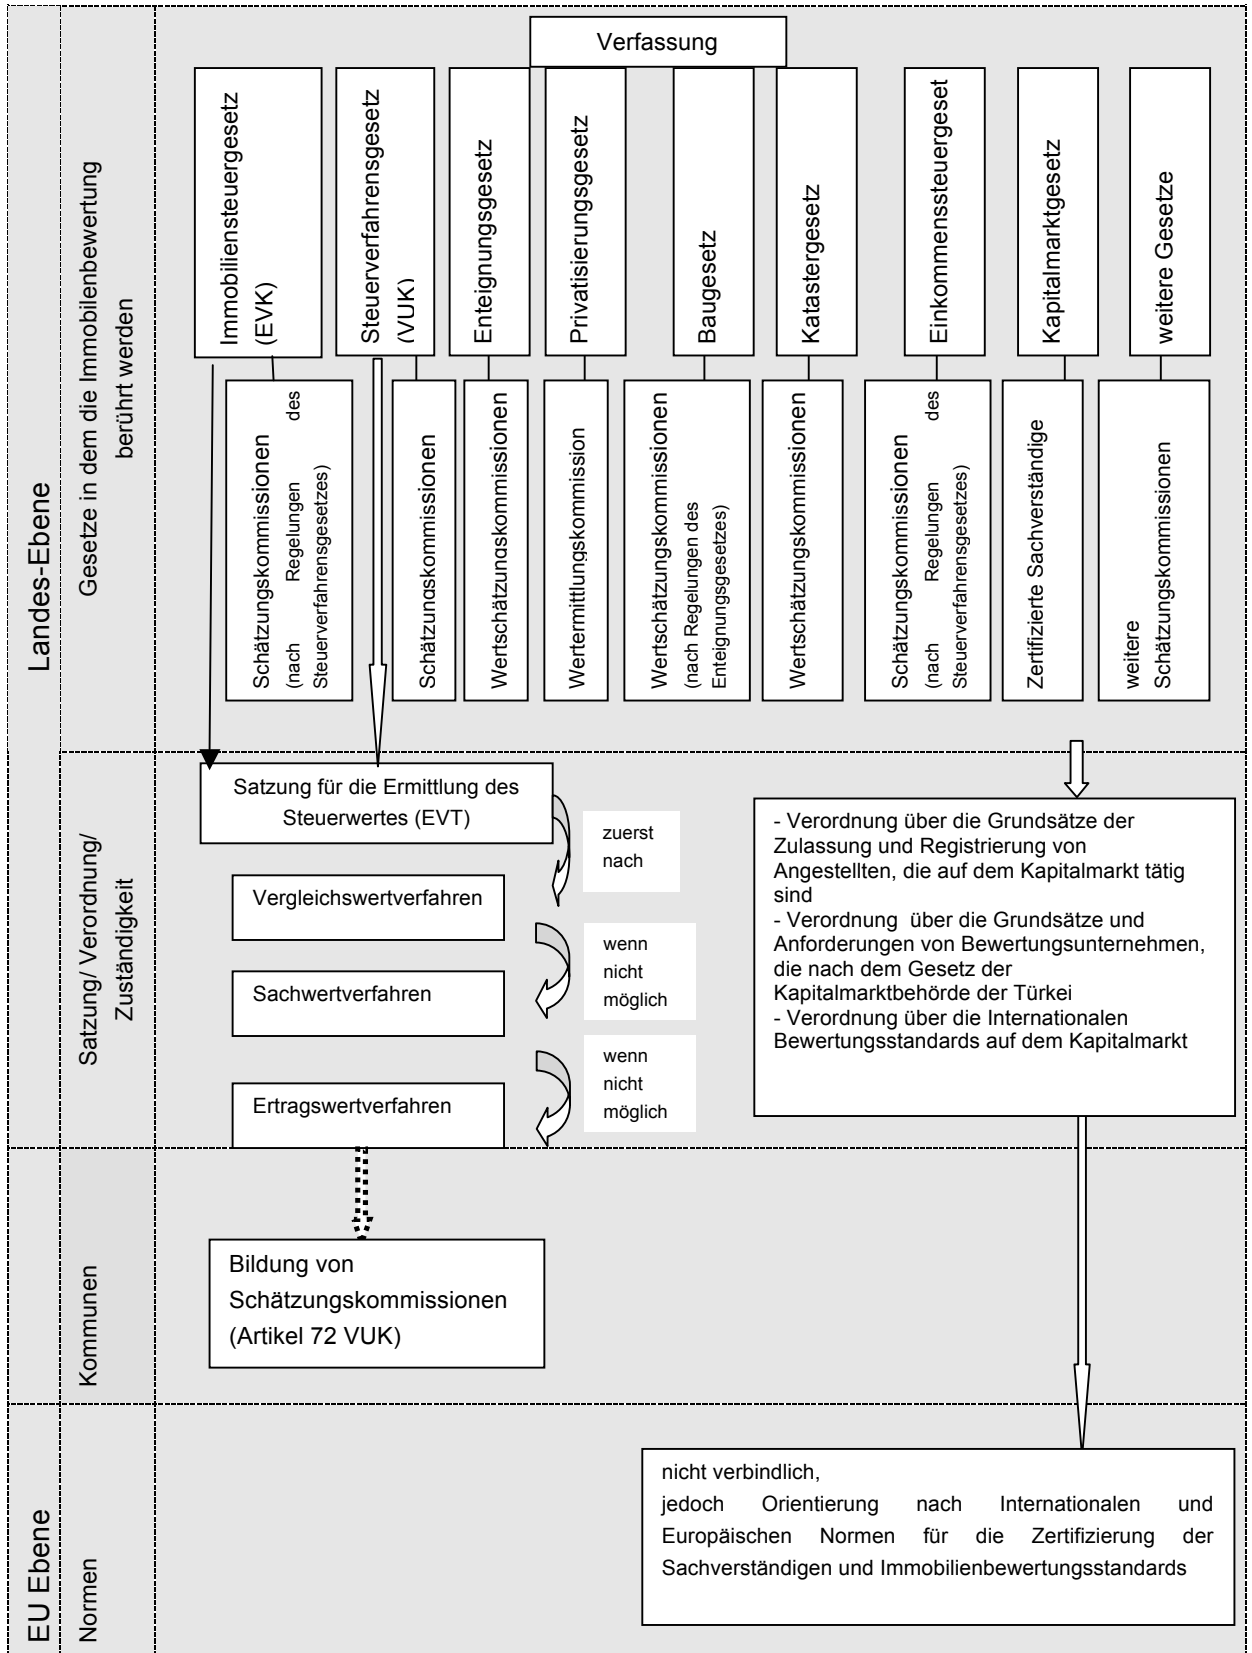 Verfassung
Landes-Ebene
Gesetze in dem die Immobilenbewertung
berührt werden
Immobiliensteuergesetz
(EVK)
Steuerverfahrensgesetz
(VUK)
Enteignungsgesetz
Privatisierungsgesetz
Baugesetz
Katastergesetz
Einkommenssteuergeset
Kapitalmarktgesetz
weitere Gesetze
Schätzungskommissionen
(nach Regelungen des
Steuerverfahrensgesetzes)
Schätzungskommissionen
Wertschätzungskommissionen
Wertermittlungskommission
Wertschätzungskommissionen
(nach Regelungen des
Enteignungsgesetzes)
Wertschätzungskommissionen
Schätzungskommissionen
(nach Regelungen des
Steuerverfahrensgesetzes)
Zertifizierte Sachverständige
weitere
Schätzungskommissionen
Satzung/ Verordnung/
Zuständigkeit
Satzung für die Ermittlung des
Steuerwertes (EVT)
zuerst
nach
Vergleichswertverfahren
wenn
nicht
möglich
Sachwertverfahren
wenn
nicht
möglich
Ertragswertverfahren
- Verordnung über die Grundsätze der
Zulassung und Registrierung von
Angestellten, die auf dem Kapitalmarkt tätig
sind
- Verordnung über die Grundsätze und
Anforderungen von Bewertungsunternehmen,
die nach dem Gesetz der
Kapitalmarktbehörde der Türkei
- Verordnung über die Internationalen
Bewertungsstandards auf dem Kapitalmarkt
Kommunen
Bildung von
Schätzungskommissionen
(Artikel 72 VUK)
EU Ebene
Normen
nicht verbindlich,
jedoch Orientierung nach Internationalen und
Europäischen Normen für die Zertifizierung der
Sachverständigen und Immobilienbewertungsstandards